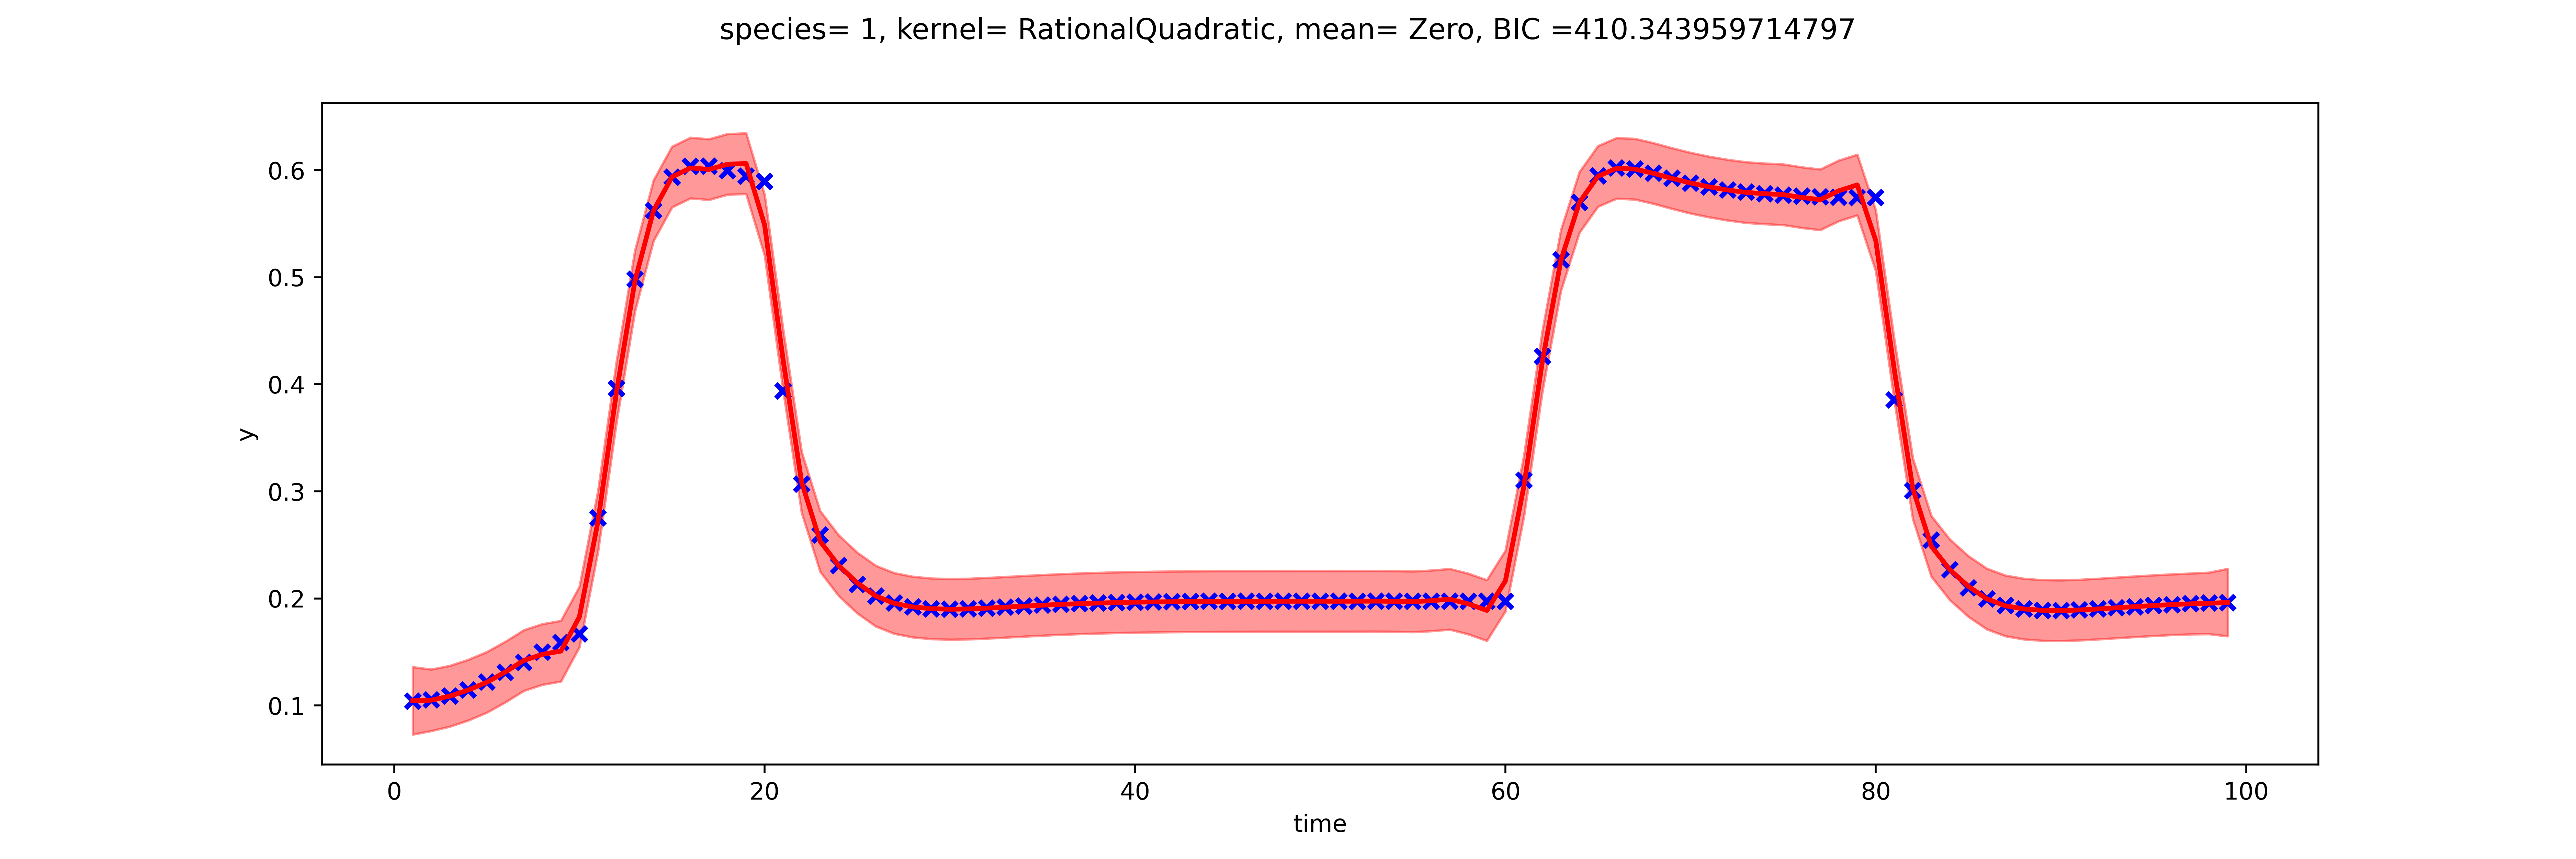 species= 1, kernel= RationalQuadratic, mean= Zero, BIC =410.343959714797
0.6
0.5
0.4
0.3
0.2
0.1
y
0 20 40 60 80 100
time